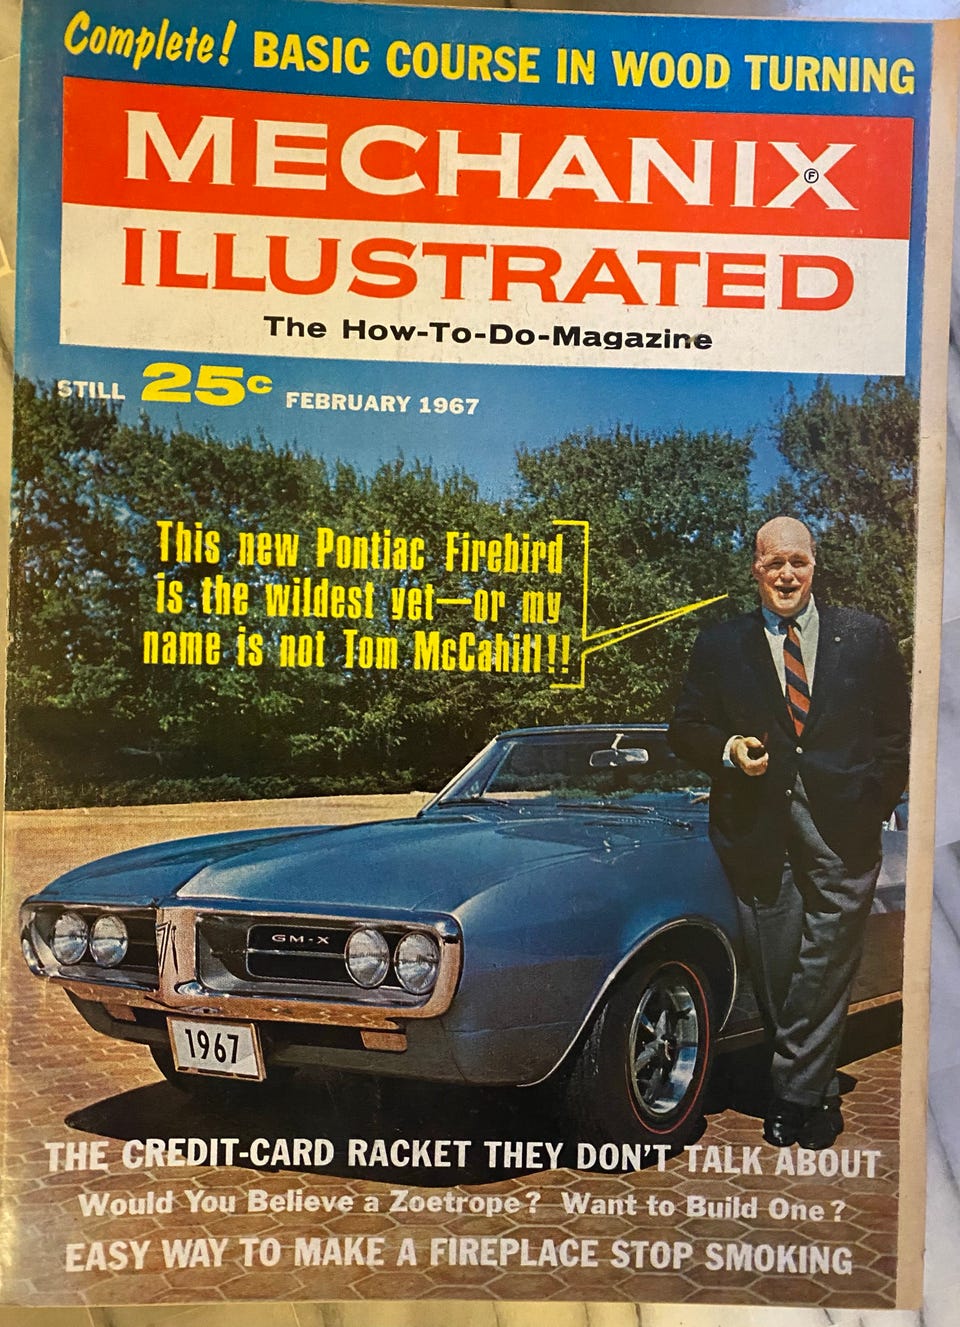 Complete! BASIC COURSE IN WOOD TURNING
MECHANIX
F
ILLUSTRATED
The How-To-Do-Magazine
STILL 25c FEBRUARY 1967
This new Pontiac Firebird
is the wildest yet—or my
name is not Tom McCahill!!
GM-X
1967
THE CREDIT-CARD RACKET THEY DON'T TALK ABOUT
Would You Believe a Zoetrope? Want to Build One?
EASY WAY TO MAKE A FIREPLACE STOP SMOKING